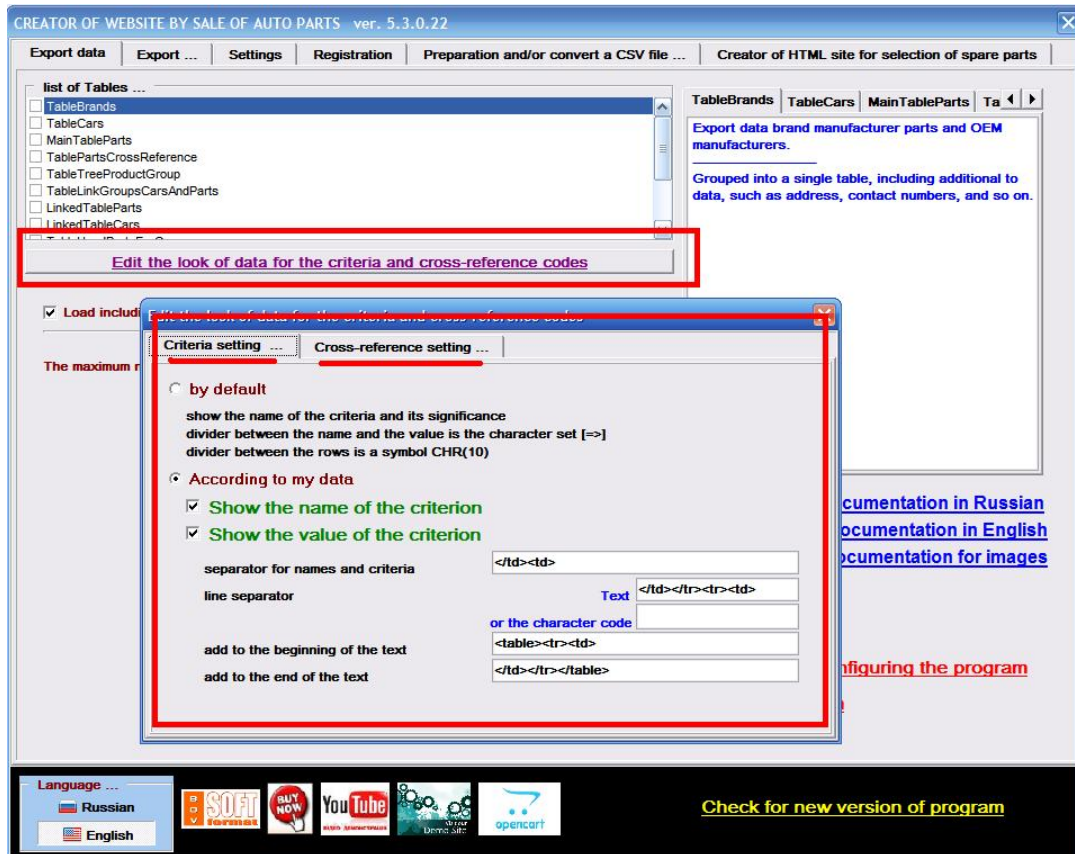 CREATOR OF WEBSITE BY SALE OF AUTO PARTS ver. 5.3.0.22
Export data
Export ...
Settings
Registration
Preparation and/or convert a CSV file ...
Creator of HTML site for selection of spare parts
list of Tables ...
TableBrands
TableCars
MainTableParts
TablePartsCrossReference
TableTreeProductGroup
TableLinkGroupsCarsAndParts
LinkedTableParts
LinkedTableCars
TableBrands
TableCars
MainTableParts
Ta
Export data brand manufacturer parts and OEM
manufacturers.
Grouped into a single table, including additional to
data, such as address, contact numbers, and so on.
Edit the look of data for the criteria and cross-reference codes
Load includi
The maximum r
Edit the look of data for the criteria and cross-reference codes
Criteria setting ...
Cross-reference setting ...
by default
show the name of the criteria and its significance
divider between the name and the value is the character set [=>]
divider between the rows is a symbol CHR(10)
According to my data
Show the name of the criterion
Show the value of the criterion
separator for names and criteria </td><td>
line separator Text </td></tr><tr><td>
or the character code
add to the beginning of the text <table><tr><td>
add to the end of the text </td></tr></table>
cumentation in Russian
ocumentation in English
ocumentation for images
nfiguring the program
Language ...
Russian
English
BDV
SOFT
format
BUY
NOW
YouTube
Demo Site
opencart
Check for new version of program